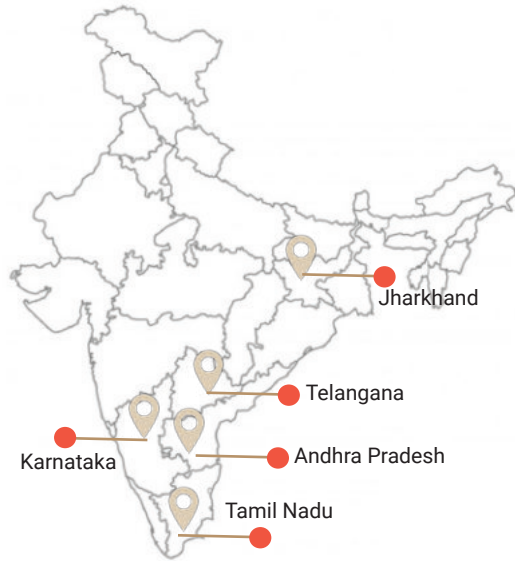 Jharkhand
Telangana
Karnataka
Andhra Pradesh
Tamil Nadu